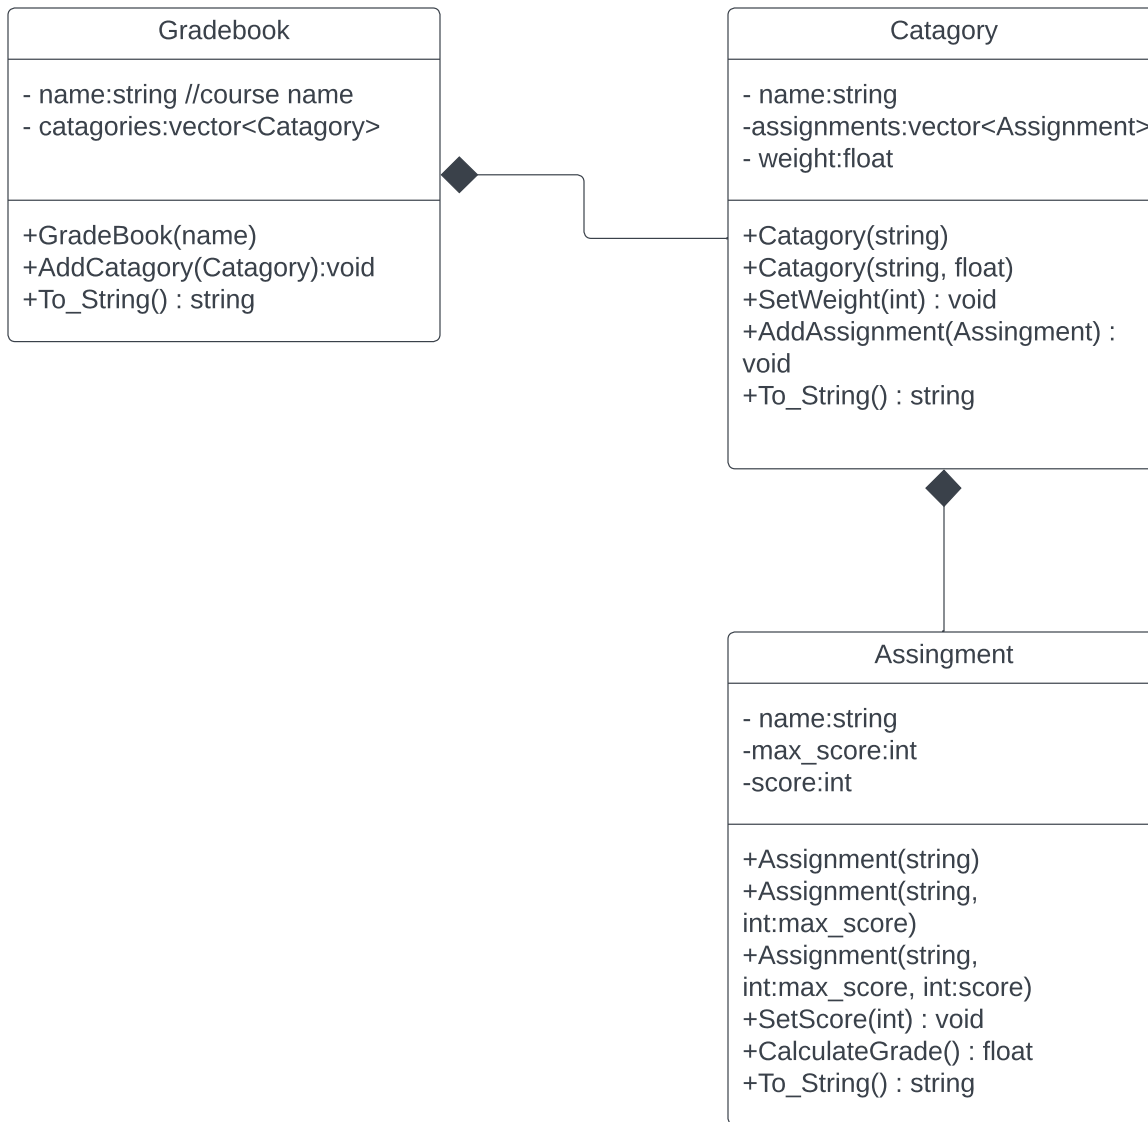 Gradebook
- name:string //course name
- catagories:vector<Catagory>
+GradeBook(name)
+AddCatagory(Catagory):void
+To_String() : string
Catagory
- name:string
-assignments:vector<Assignment>
- weight:float
+Catagory(string)
+Catagory(string, float)
+SetWeight(int) : void
+AddAssignment(Assingment) :
void
+To_String() : string
Assingment
- name:string
-max_score:int
-score:int
+Assignment(string)
+Assignment(string,
int:max_score)
+Assignment(string,
int:max_score, int:score)
+SetScore(int) : void
+CalculateGrade() : float
+To_String() : string